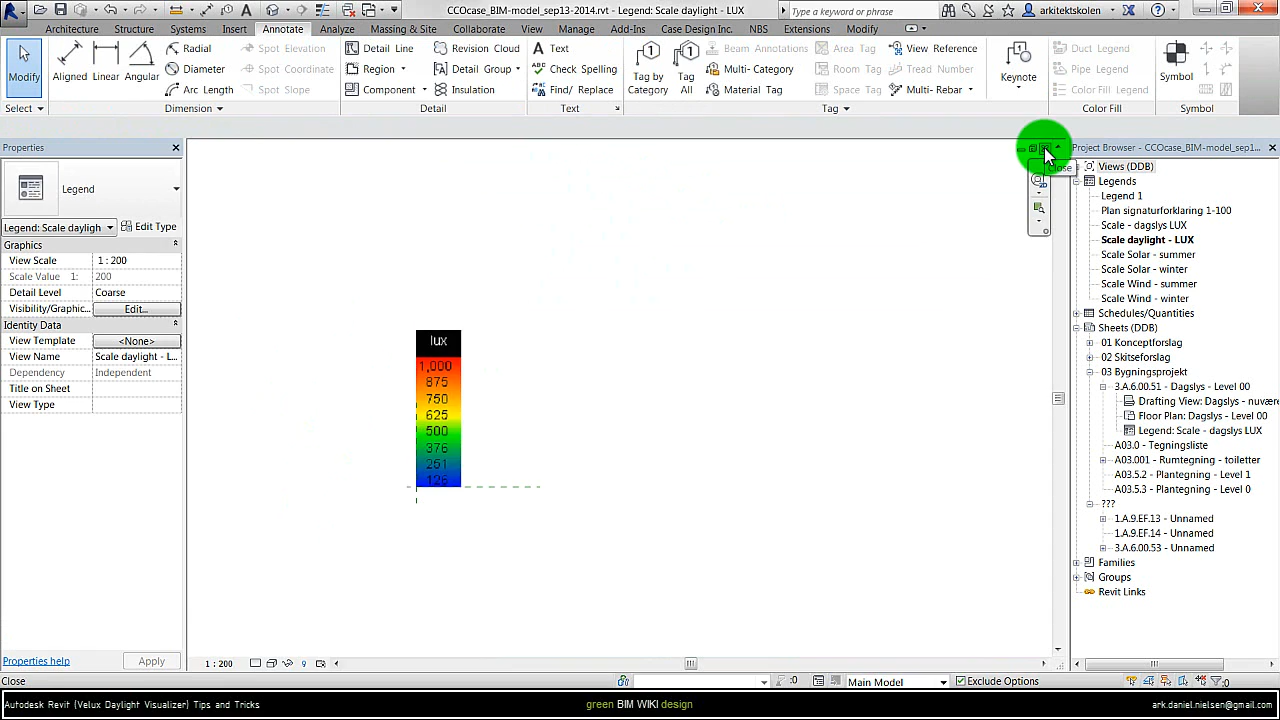 CCOcase_BIM-model_sep13-2014.rvt - Legend: Scale daylight - LUX
Type a keyword or phrase
arkitektskolen
Architecture Structure Systems Insert Annotate Analyze Massing & Site Collaborate View Manage Add-Ins Case Design Inc. NBS Extensions Modify
Modify
Aligned
Linear
Angular
Radial
Diameter
Arc Length
Spot Elevation
Spot Coordinate
Spot Slope
Detail Line
Region
Component
Revision Cloud
Detail Group
Insulation
Text
Check Spelling
Find/ Replace
Tag by Category
Tag All
Beam Annotations
Multi-Category
Material Tag
Area Tag
Room Tag
Space Tag
View Reference
Tread Number
Multi-Rebar
Keynote
Duct Legend
Pipe Legend
Color Fill Legend
Symbol
Select
Dimension
Detail
Text
Tag
Color Fill
Symbol
Properties
Legend
Legend: Scale dayligh
Edit Type
Graphics
View Scale 1 : 200
Scale Value 1: 200
Detail Level Coarse
Visibility/Graphic... Edit...
Identity Data
View Template <None>
View Name Scale daylight - L...
Dependency Independent
Title on Sheet
View Type
Properties help
Apply
lux
1,000
875
750
625
500
376
251
126
Close
2D
Project Browser - CCOcase_BIM-model_sep1...
Views (DDB)
Legends
Legend 1
Plan signaturforklaring 1-100
Scale - dagslys LUX
Scale daylight - LUX
Scale Solar - summer
Scale Solar - winter
Scale Wind - summer
Scale Wind - winter
Schedules/Quantities
Sheets (DDB)
01 Konceptforslag
02 Skitseforslag
03 Bygningsprojekt
3.A.6.00.51 - Dagslys - Level 00
Drafting View: Dagslys - nuvære
Floor Plan: Dagslys - Level 00
Legend: Scale - dagslys LUX
A03.0 - Tegningsliste
A03.001 - Rumtegning - toiletter
A03.5.2 - Plantegning - Level 1
A03.5.3 - Plantegning - Level 0
???
1.A.9.EF.13 - Unnamed
1.A.9.EF.14 - Unnamed
3.A.6.00.53 - Unnamed
Families
Groups
Revit Links
1 : 200
Close
:0
Main Model
Exclude Options
:0
Autodesk Revit (Velux Daylight Visualizer) Tips and Tricks
green BIM WIKI design
ark.daniel.nielsen@gmail.com